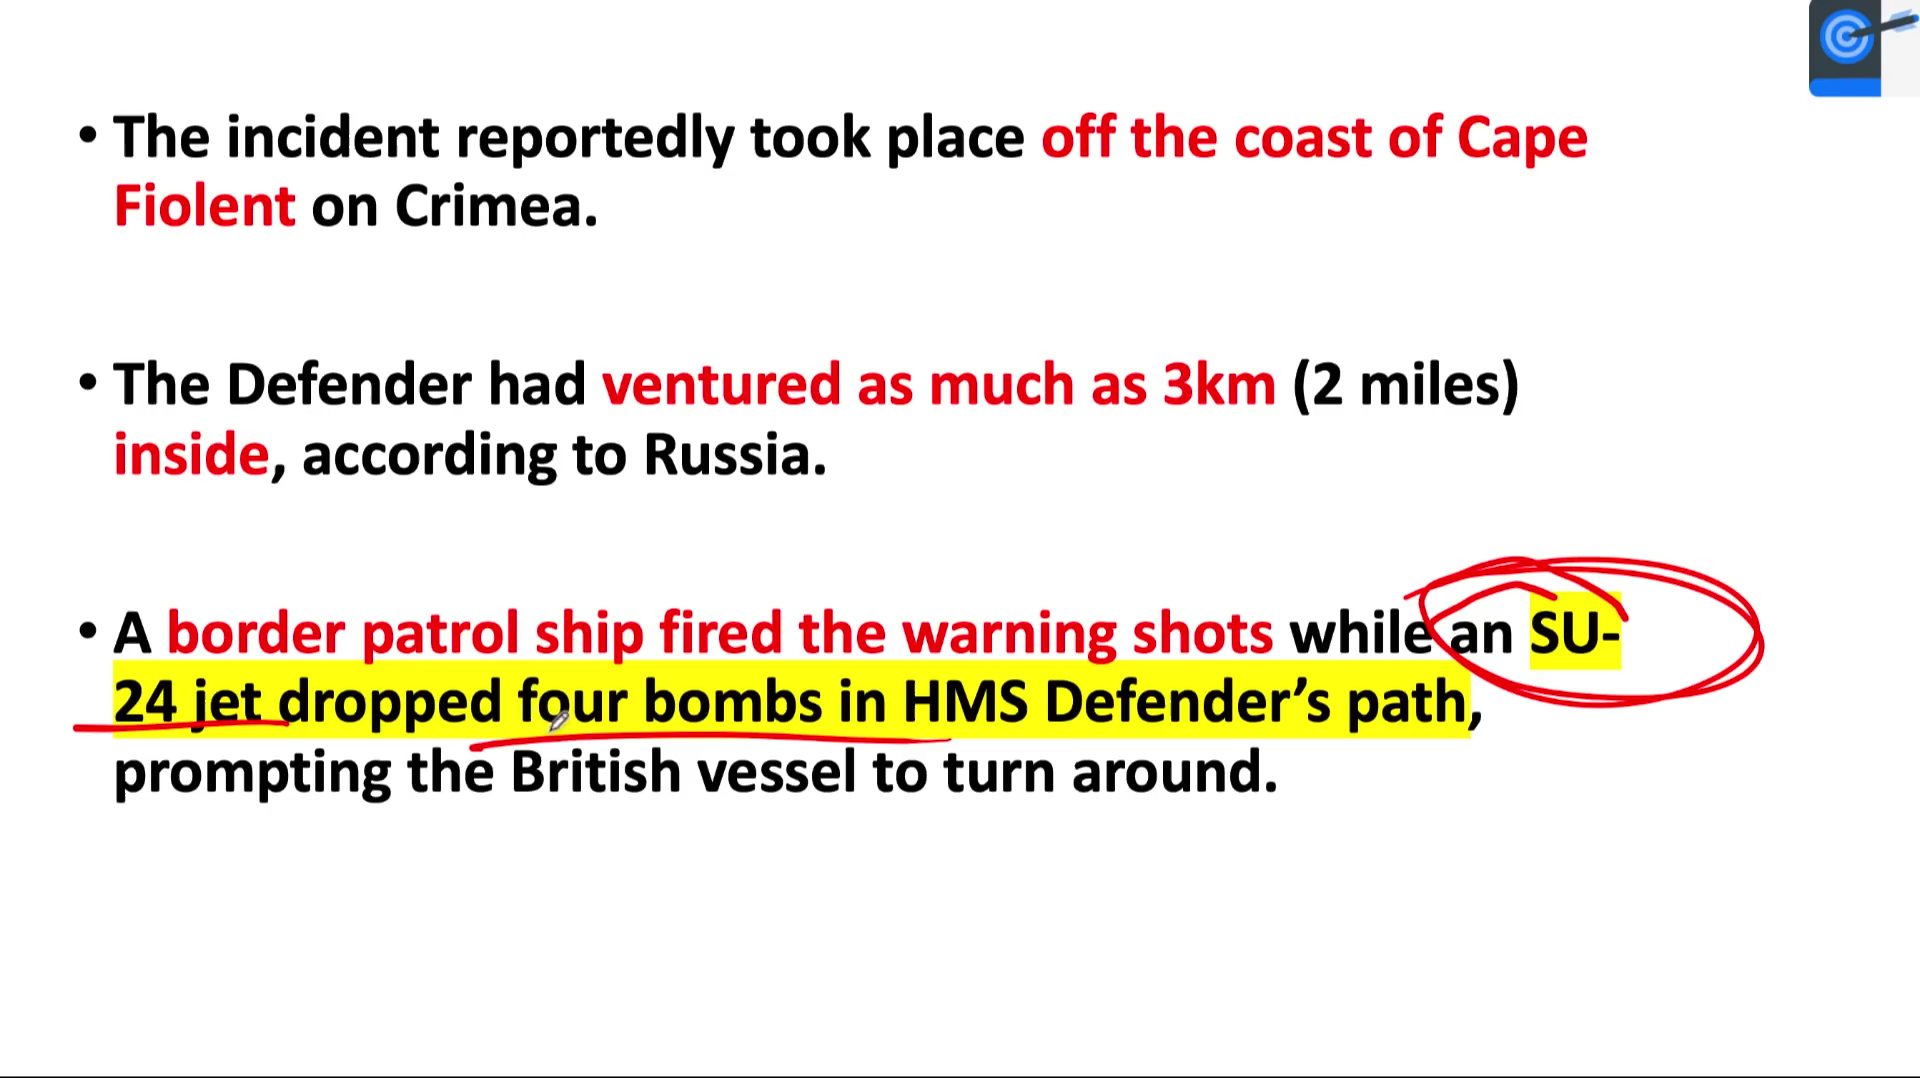 • The incident reportedly took place off the coast of Cape
Fiolent on Crimea.
• The Defender had ventured as much as 3km (2 miles)
inside, according to Russia.
• A border patrol ship fired the warning shots while an SU-
24 jet dropped four bombs in HMS Defender’s path,
prompting the British vessel to turn around.